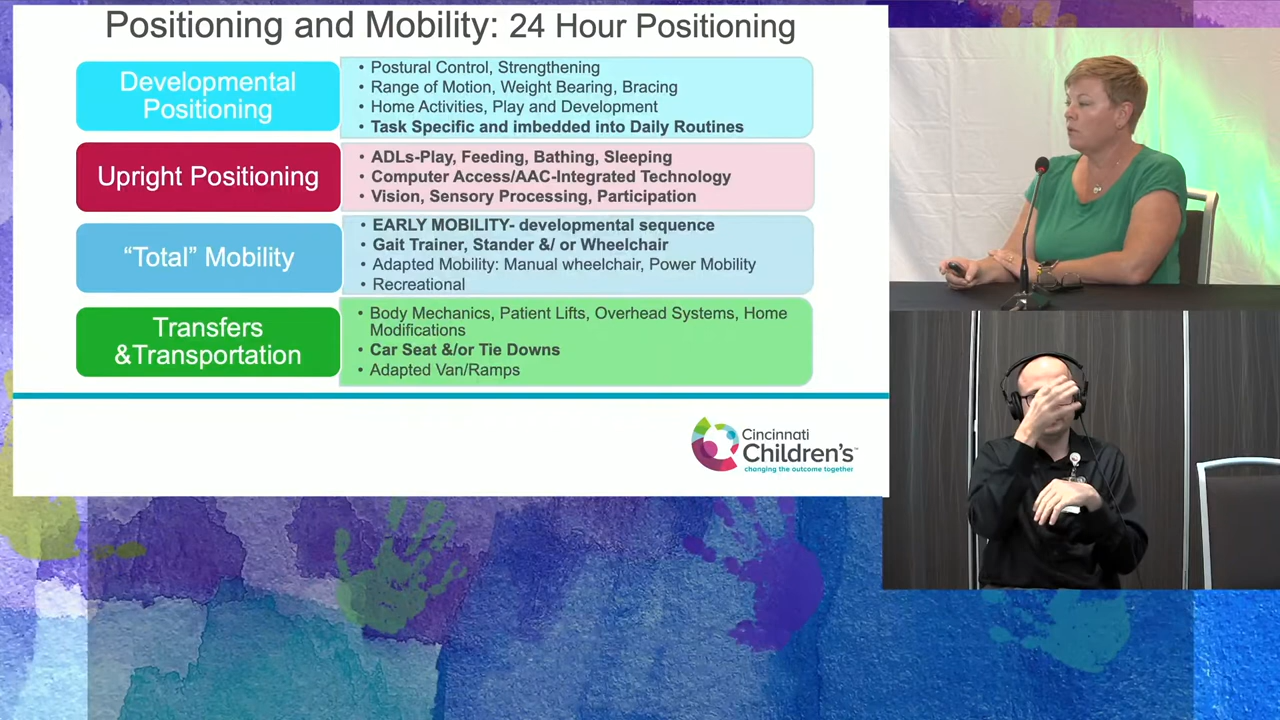 Positioning and Mobility: 24 Hour Positioning
Developmental
Positioning
• Postural Control, Strengthening
• Range of Motion, Weight Bearing, Bracing
• Home Activities, Play and Development
• Task Specific and imbedded into Daily Routines
Upright Positioning
• ADLs-Play, Feeding, Bathing, Sleeping
• Computer Access/AAC-Integrated Technology
• Vision, Sensory Processing, Participation
“Total” Mobility
• EARLY MOBILITY- developmental sequence
• Gait Trainer, Stander &/ or Wheelchair
• Adapted Mobility: Manual wheelchair, Power Mobility
• Recreational
Transfers
&Transportation
• Body Mechanics, Patient Lifts, Overhead Systems, Home
Modifications
• Car Seat &/or Tie Downs
• Adapted Van/Ramps
Cincinnati
Children's™
changing the outcome together